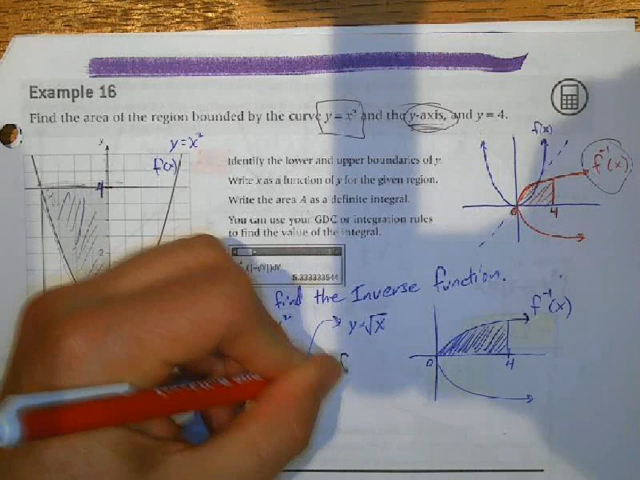 Example 16
Find the area of the region bounded by the curve y = x² and the y-axis, and y = 4.
y = x²
f(x)
y
4
2
Identify the lower and upper boundaries of y.
Write x as a function of y for the given region.
Write the area A as a definite integral.
You can use your GDC or integration rules
to find the value of the integral.
5.333333544
f(x)
f⁻¹(x)
0
4
find the Inverse function.
y=√x
f⁻¹(x)
0
4